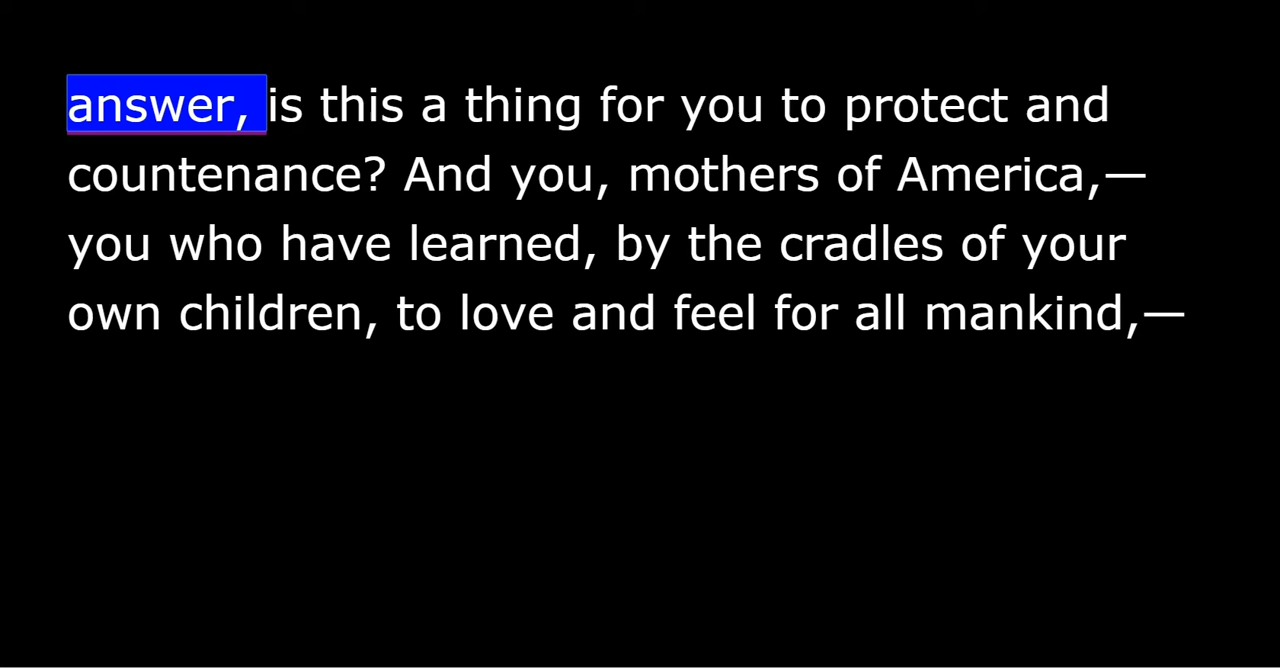 answer, is this a thing for you to protect and
countenance? And you, mothers of America,—
you who have learned, by the cradles of your
own children, to love and feel for all mankind,—